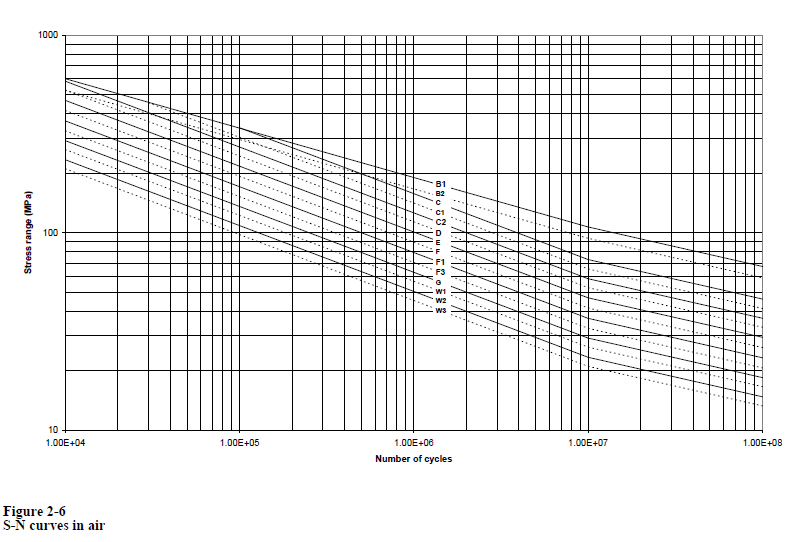 1000
100
10
Stress range (MPa)
B1
B2
C
C1
C2
D
E
F
F1
F3
G
W1
W2
W3
1.00E+04 1.00E+05 1.00E+06 1.00E+07 1.00E+08
Number of cycles
Figure 2-6
S-N curves in air